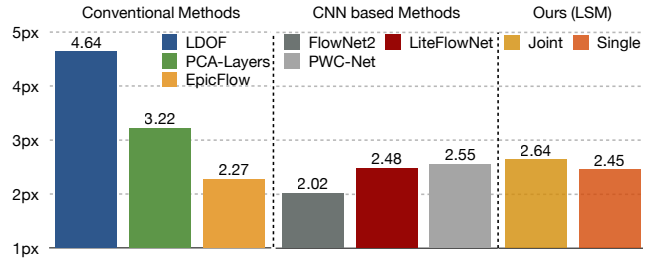 Conventional Methods CNN based Methods Ours (LSM)
5px
4px
3px
2px
1px
4.64
3.22
2.27
LDOF
PCA-Layers
EpicFlow
2.02
2.48
2.55
FlowNet2 LiteFlowNet
PWC-Net
2.64
2.45
Joint Single